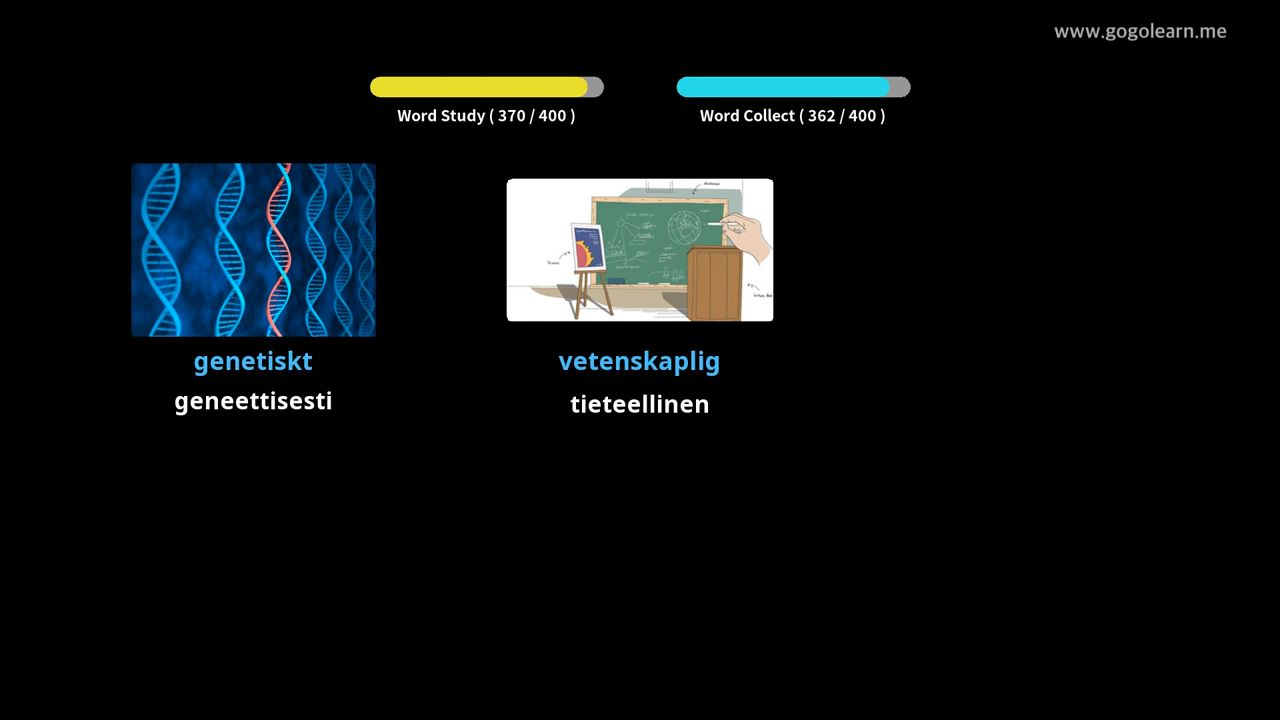 www.gogolearn.me
Word Study ( 370 / 400 )
Word Collect ( 362 / 400 )
genetiskt
geneettisesti
vetenskaplig
tieteellinen